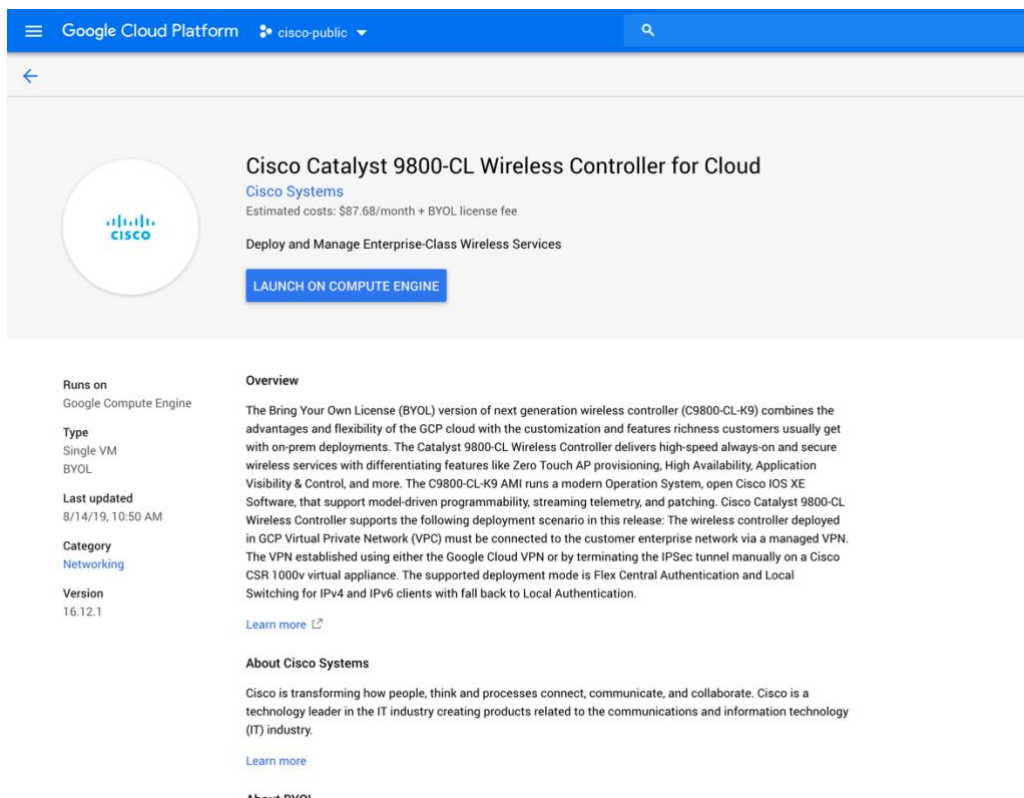 Google Cloud Platform
cisco-public
Cisco Catalyst 9800-CL Wireless Controller for Cloud
Cisco Systems
Estimated costs: $87.68/month + BYOL license fee
Deploy and Manage Enterprise-Class Wireless Services
LAUNCH ON COMPUTE ENGINE
CISCO
Runs on
Google Compute Engine
Type
Single VM
BYOL
Last updated
8/14/19, 10:50 AM
Category
Networking
Version
16.12.1
Overview
The Bring Your Own License (BYOL) version of next generation wireless controller (C9800-CL-K9) combines the
advantages and flexibility of the GCP cloud with the customization and features richness customers usually get
with on-prem deployments. The Catalyst 9800-CL Wireless Controller delivers high-speed always-on and secure
wireless services with differentiating features like Zero Touch AP provisioning, High Availability, Application
Visibility & Control, and more. The C9800-CL-K9 AMI runs a modern Operation System, open Cisco IOS XE
Software, that support model-driven programmability, streaming telemetry, and patching. Cisco Catalyst 9800-CL
Wireless Controller supports the following deployment scenario in this release: The wireless controller deployed
in GCP Virtual Private Network (VPC) must be connected to the customer enterprise network via a managed VPN.
The VPN established using either the Google Cloud VPN or by terminating the IPSec tunnel manually on a Cisco
CSR 1000v virtual appliance. The supported deployment mode is Flex Central Authentication and Local
Switching for IPv4 and IPv6 clients with fall back to Local Authentication.
Learn more
About Cisco Systems
Cisco is transforming how people, think and processes connect, communicate, and collaborate. Cisco is a
technology leader in the IT industry creating products related to the communications and information technology
(IT) industry.
Learn more
About BYOL